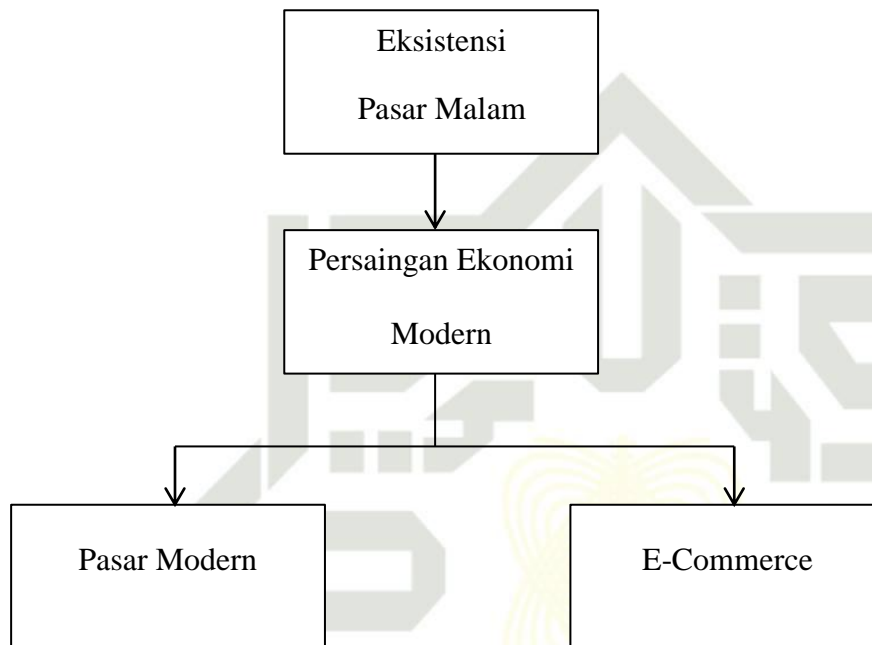 Eksistensi
Pasar Malam
Persaingan Ekonomi
Modern
Pasar Modern
E-Commerce